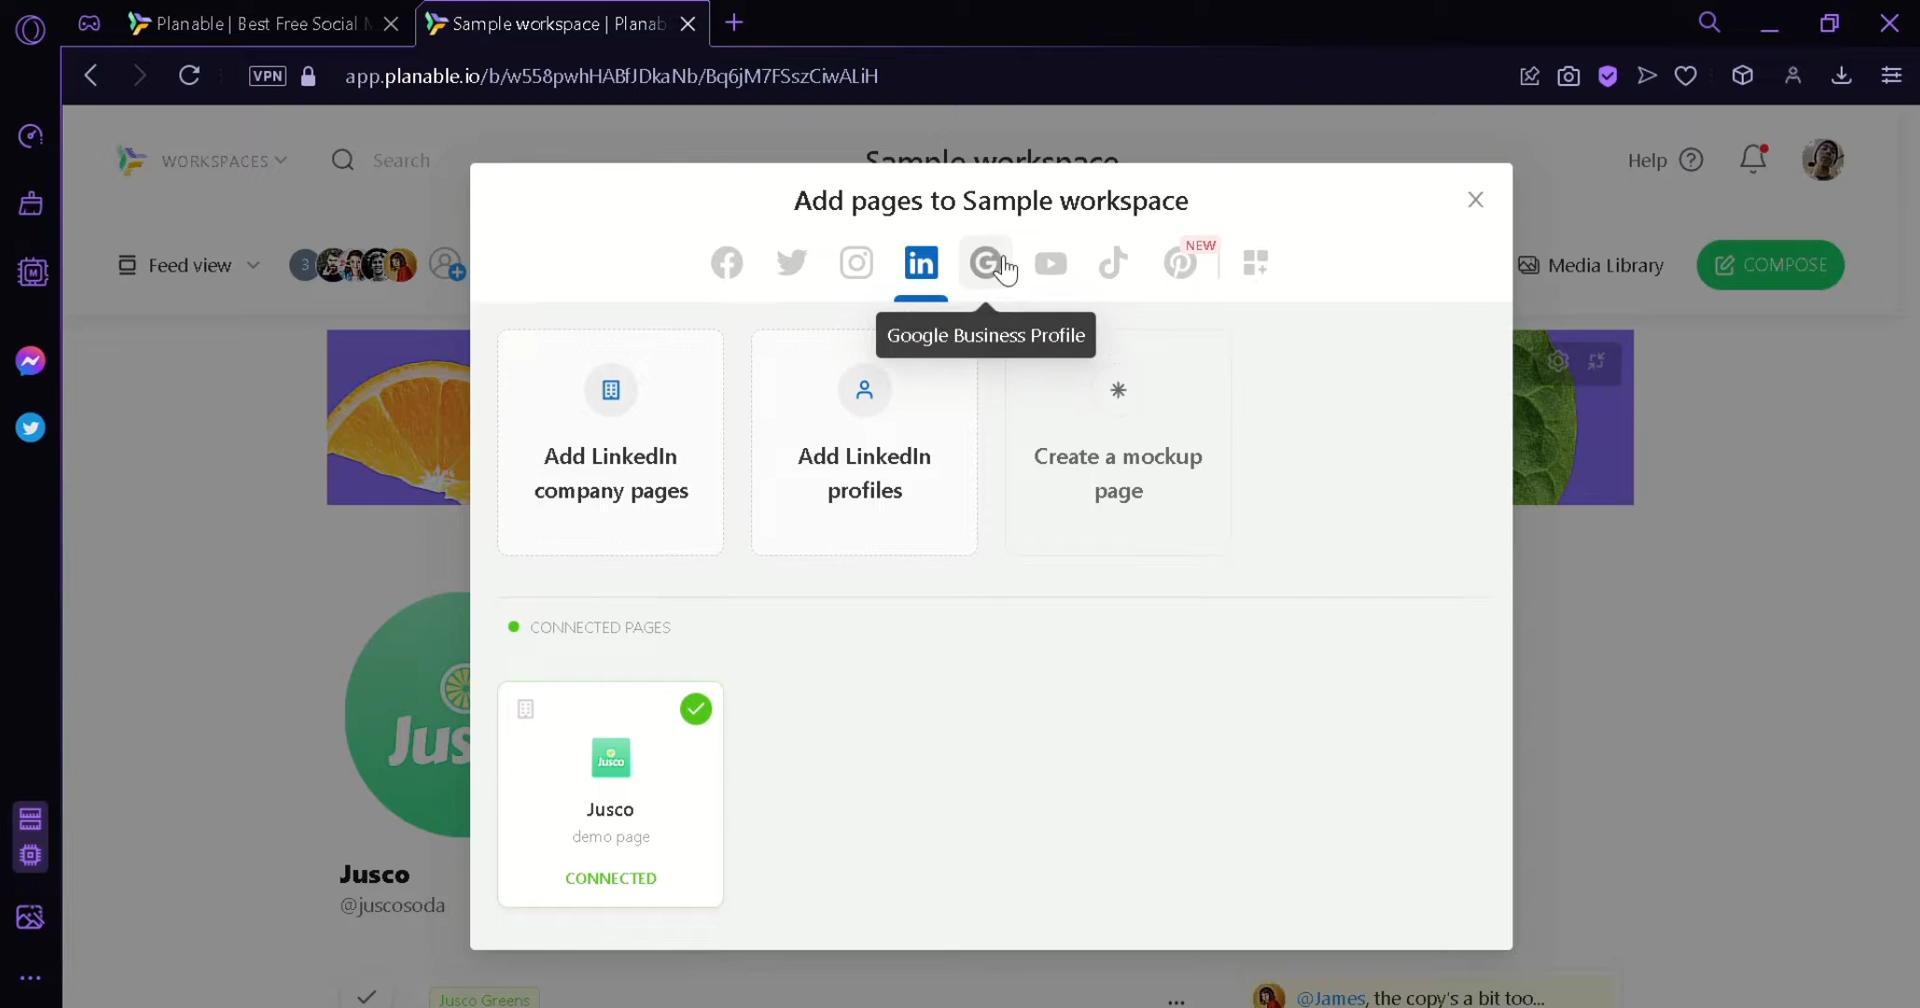 Planable | Best Free Social M
Sample workspace | Planab
VPN
app.planable.io/b/w558pwhHABfJDkaNb/Bq6jM7FSszCiwALiH
WORKSPACES
Search
Sample workspace
Help
Add pages to Sample workspace
NEW
Feed view
3
Media Library
COMPOSE
Google Business Profile
Add LinkedIn
company pages
Add LinkedIn
profiles
Create a mockup
page
CONNECTED PAGES
Jus
Jusco
Jusco
demo page
CONNECTED
Jusco
@juscosoda
Jusco Greens
@James, the copy's a bit too...